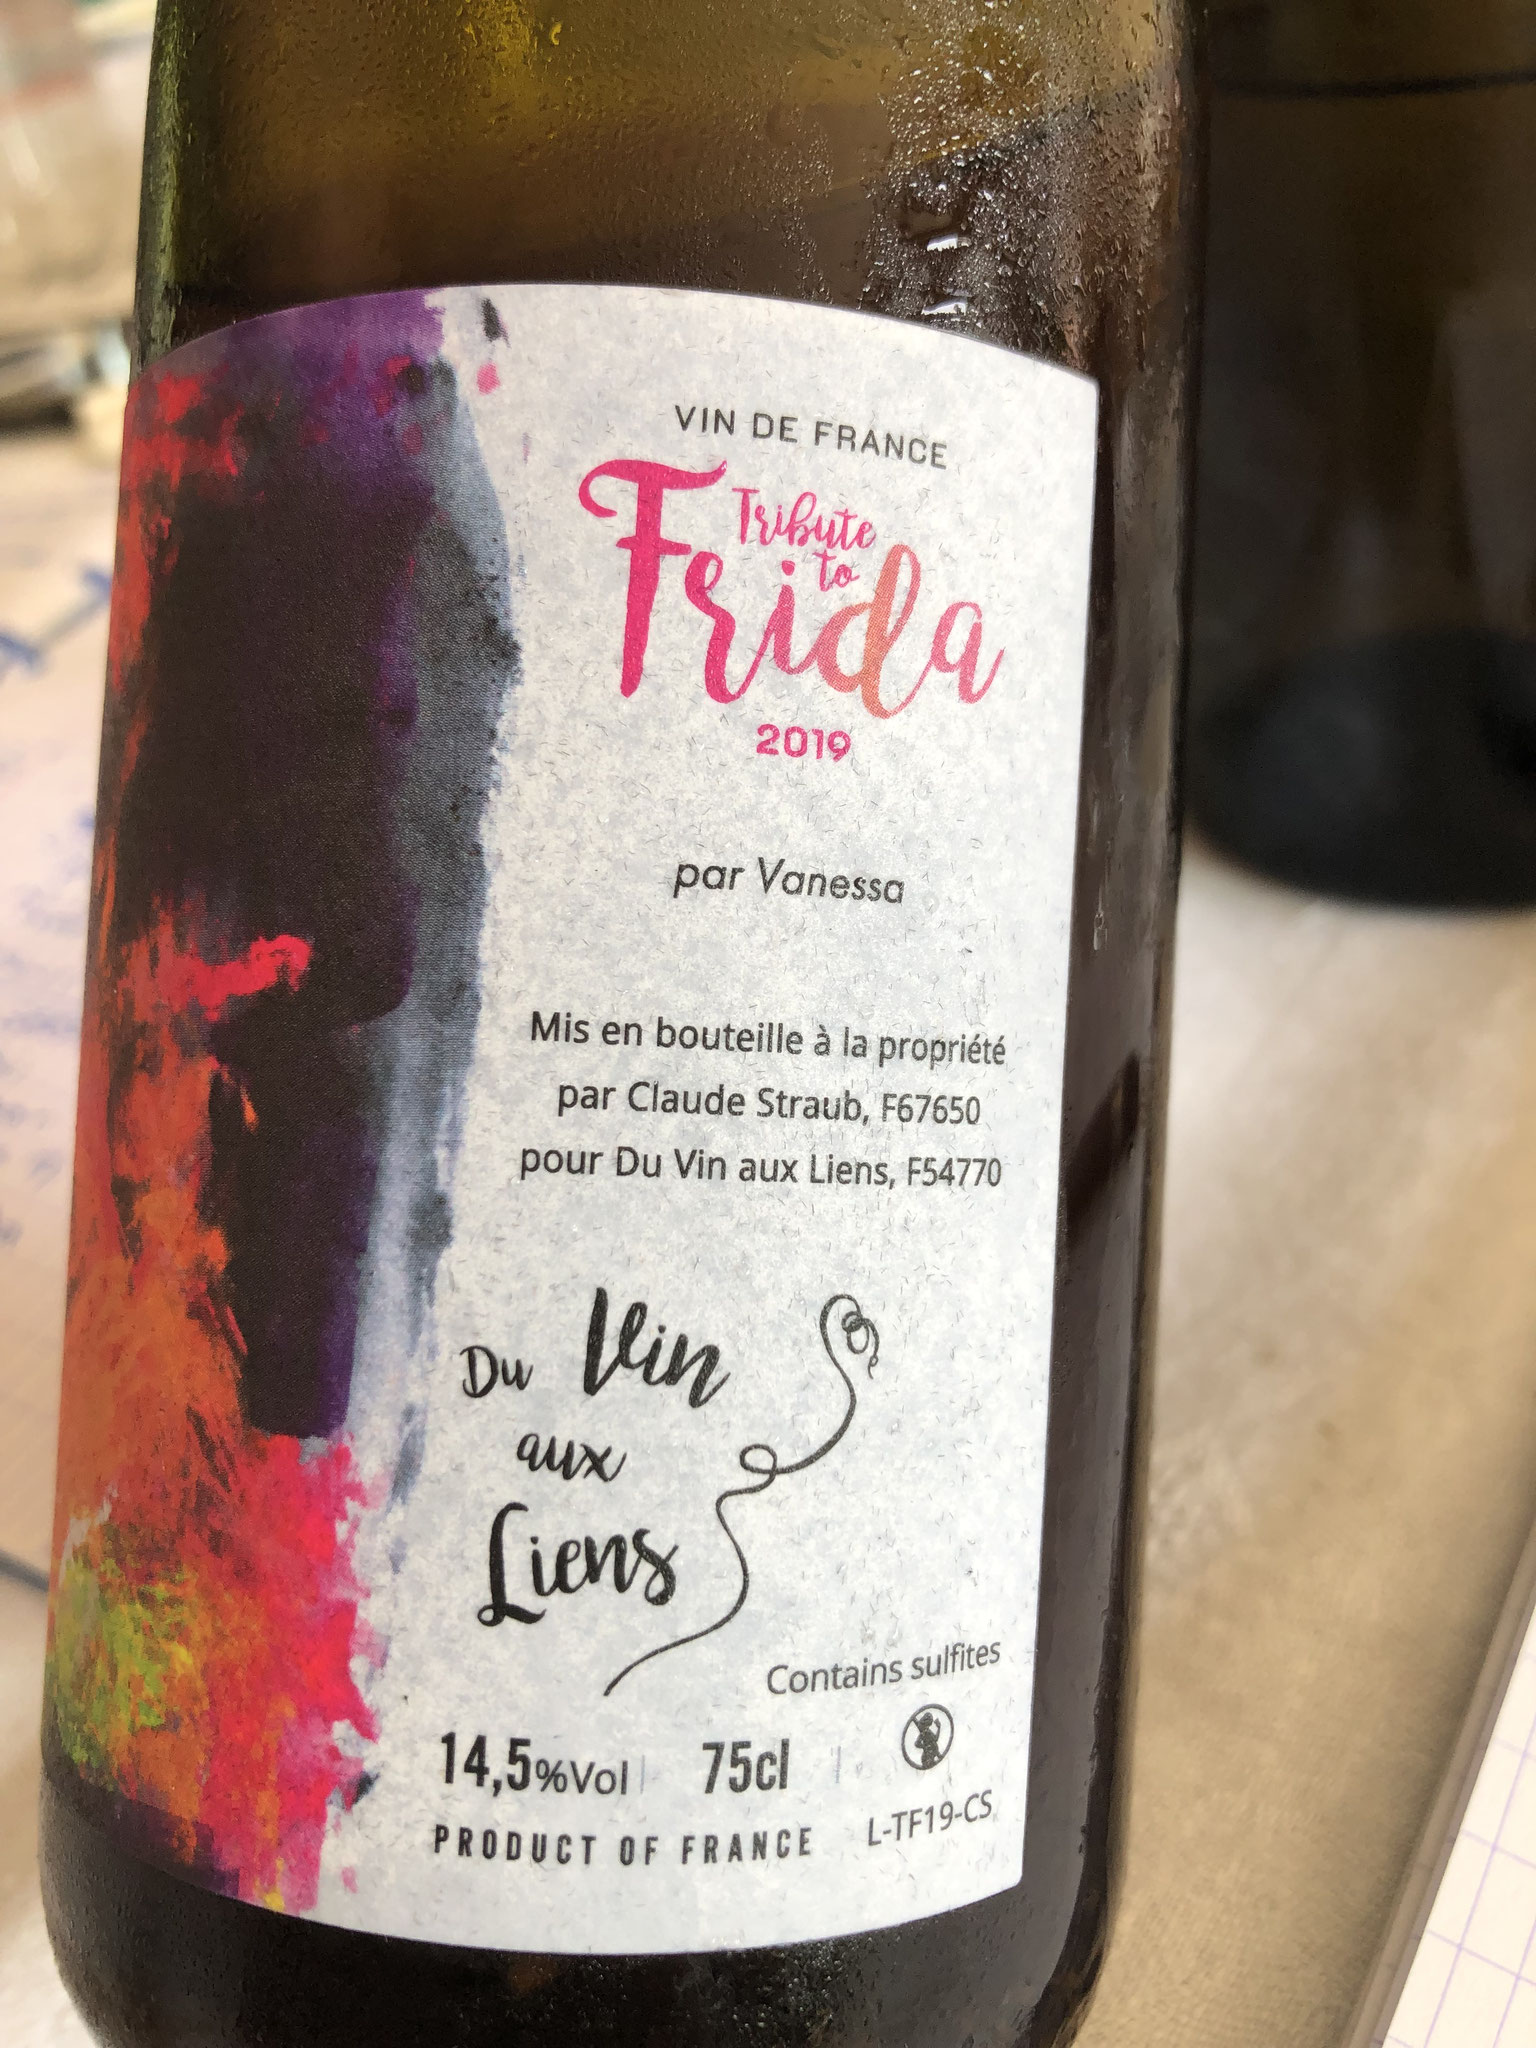 VIN DE FRANCE
Tribute
to
Frida
2019
par Vanessa
Mis en bouteille à la propriété
par Claude Straub, F67650
pour Du Vin aux Liens, F54770
Du Vin
aux
Liens
Contains sulfites
14,5%Vol | 75cl |
L-TF19-CS
PRODUCT OF FRANCE